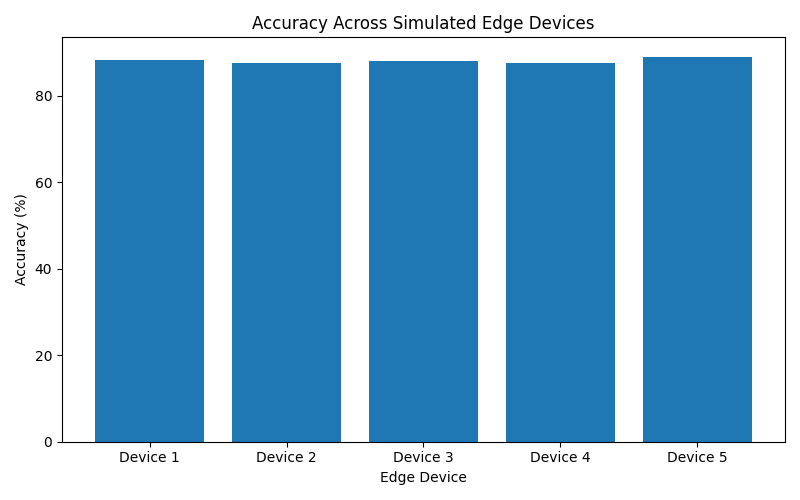 Accuracy Across Simulated Edge Devices
Accuracy (%)
80
60
40
20
0
Device 1
Device 2
Device 3
Device 4
Device 5
Edge Device